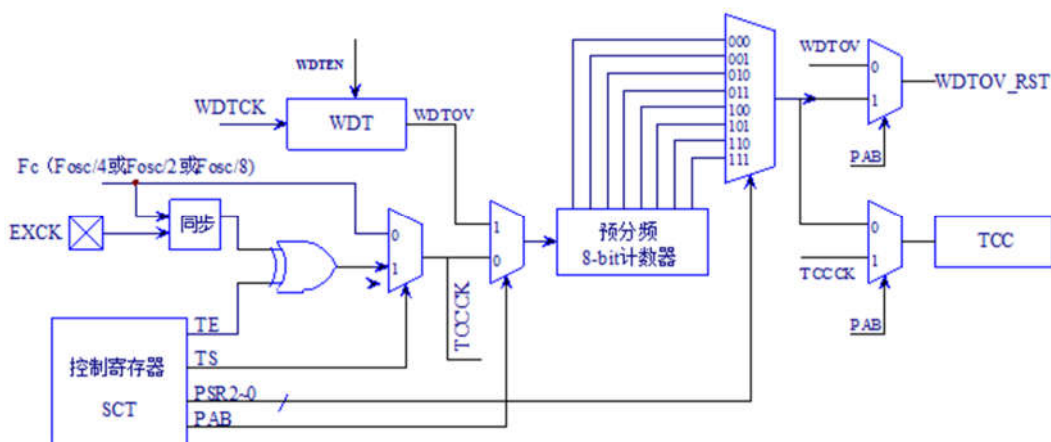 WDTEN
WDTCK
WDT
WDTOV
Fc (Fosc/4或Fosc/2或Fosc/8)
EXCK
同步
0
1
1
0
TCCCK
预分频
8-bit计数器
000
001
010
011
100
101
110
111
WDTOV
0
1
WDTOV_RST
PAB
0
1
TCCCK
TCC
PAB
控制寄存器
SCT
TE
TS
PSR2~0
PAB